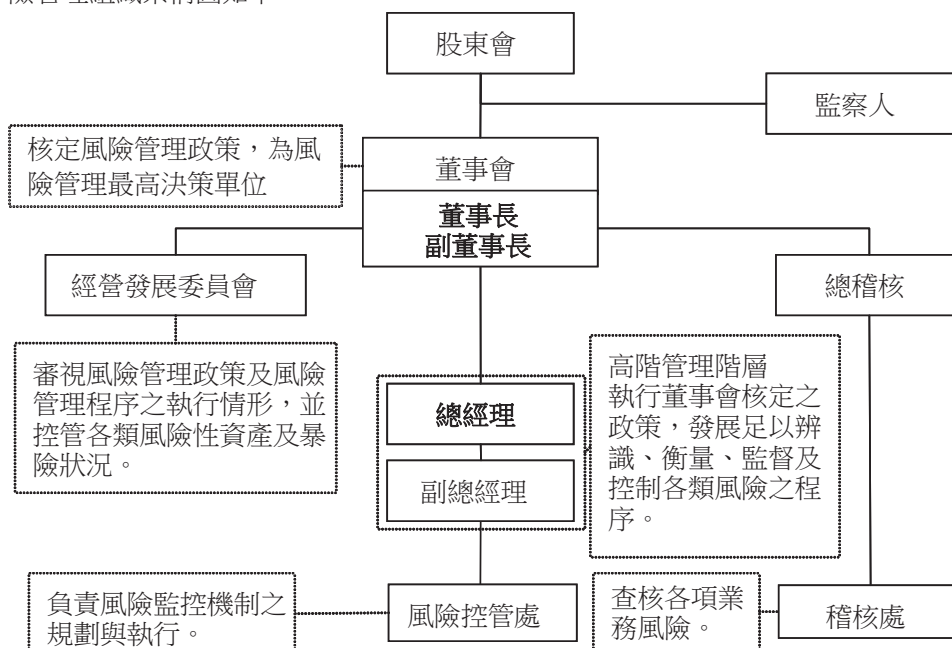 股東會
監察人
核定風險管理政策，為風
險管理最高決策單位
董事會
董事長
副董事長
經營發展委員會
總稽核
審視風險管理政策及風險
管理程序之執行情形，並
控管各類風險性資產及暴
險狀況。
總經理
副總經理
高階管理階層
執行董事會核定之
政策，發展足以辨
識、衡量、監督及
控制各類風險之程
序。
負責風險監控機制之
規劃與執行。
風險控管處
查核各項業
務風險。
稽核處